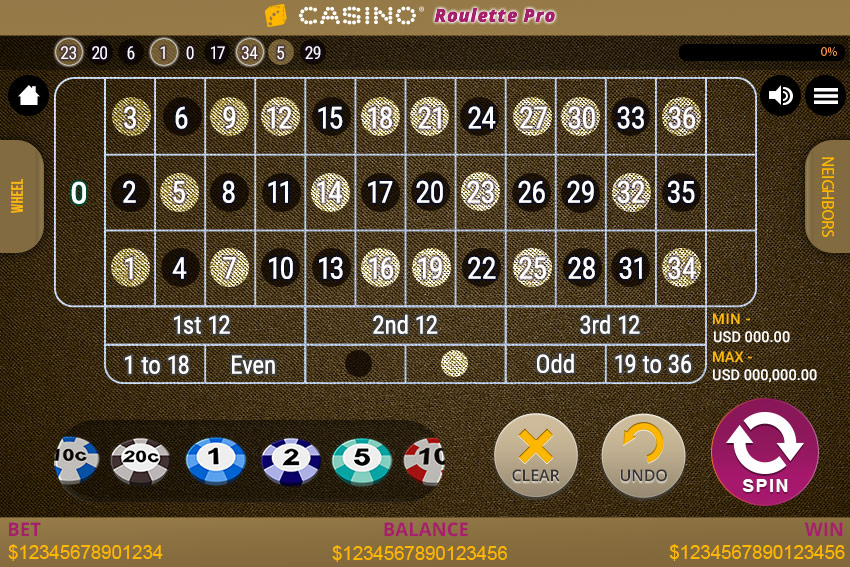 CASINO® Roulette Pro
23 20 6 1 0 17 34 5 29
0%
3 6 9 12 15 18 21 24 27 30 33 36
WHEEL
0
2 5 8 11 14 17 20 23 26 29 32 35
NEIGHBORS
1 4 7 10 13 16 19 22 25 28 31 34
1st 12 2nd 12 3rd 12
MIN -
USD 000.00
1 to 18 Even Odd 19 to 36
MAX -
USD 000,000.00
10c 20c 1 2 5 10
CLEAR UNDO SPIN
BET BALANCE WIN
$12345678901234 $123456789012​3456 $123456789012​3456